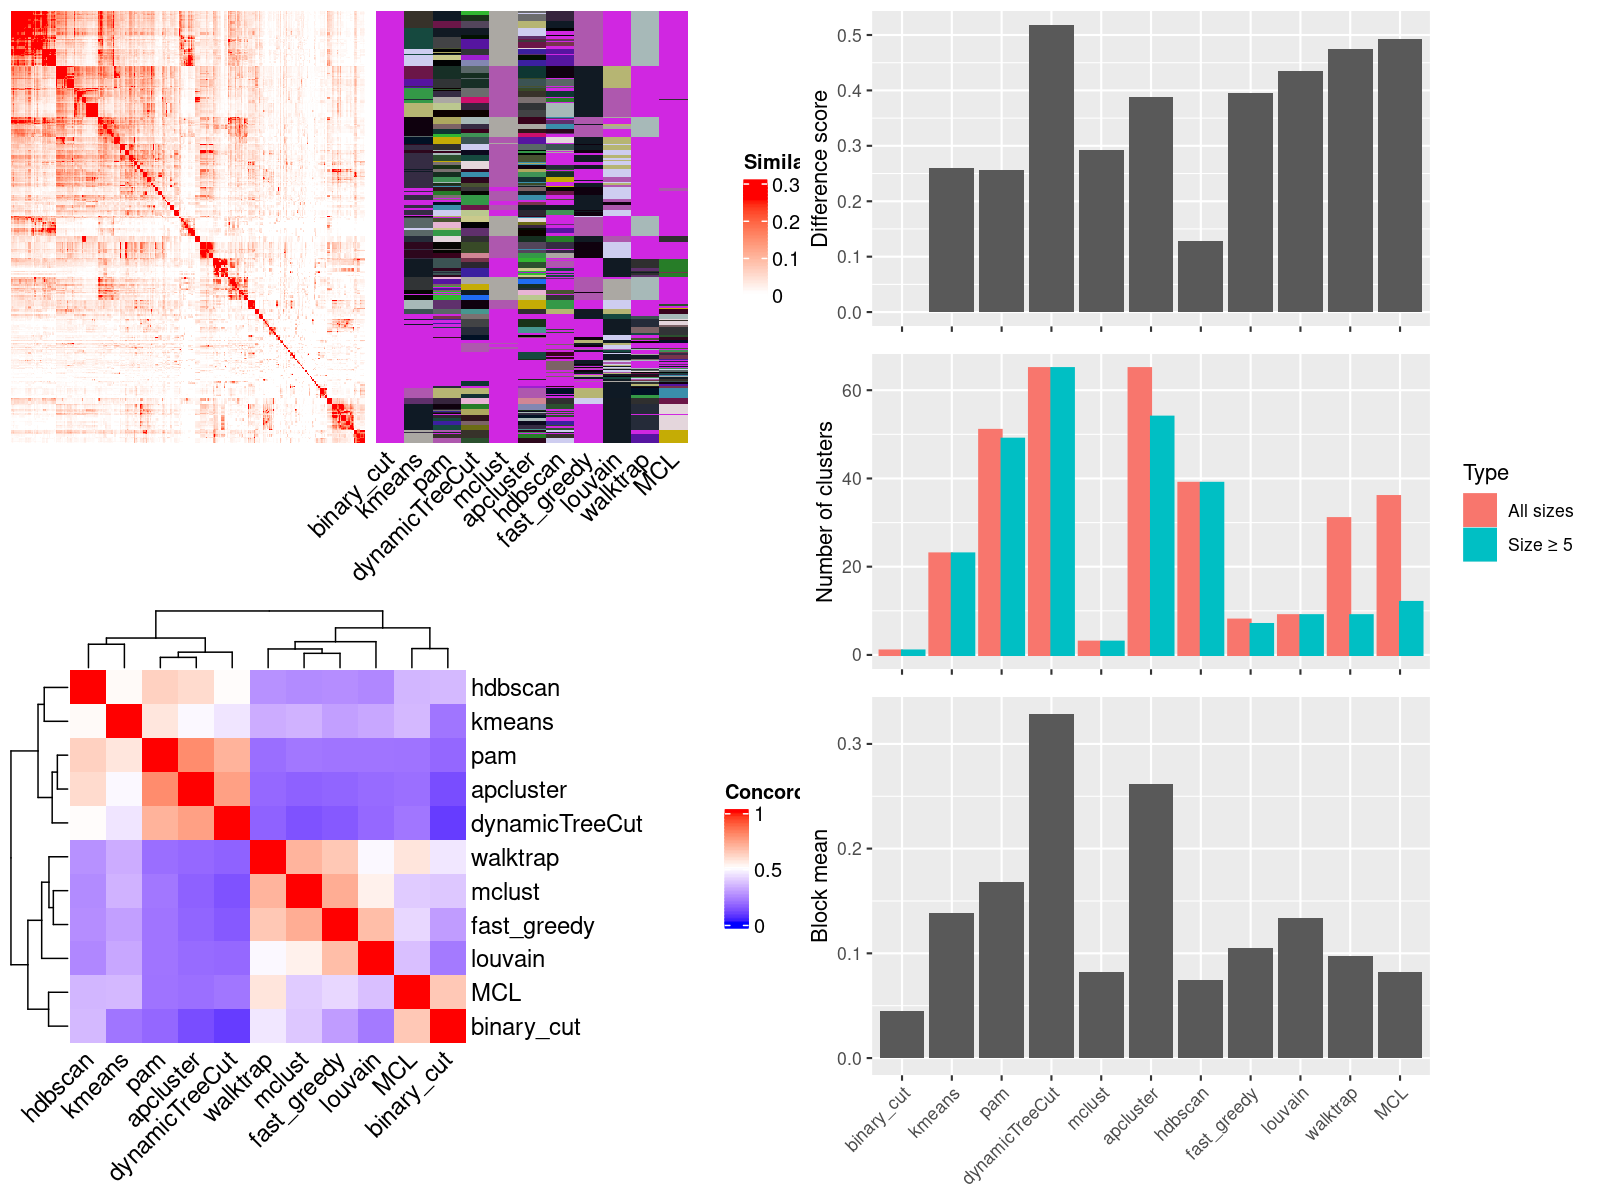 Simila
0.3
0.2
0.1
0
binary_cut
kmeans
pam
dynamicTreeCut
mclust
apcluster
hdbscan
fast_greedy
louvain
walktrap
MCL
hdbscan
kmeans
pam
apcluster
dynamicTreeCut
walktrap
mclust
fast_greedy
louvain
MCL
binary_cut
hdbscan
kmeans
pam
apcluster
dynamicTreeCut
walktrap
mclust
fast_greedy
louvain
MCL
binary_cut
Concord
1
0.5
0
Difference score
0.5
0.4
0.3
0.2
0.1
0.0
Number of clusters
60
40
20
0
Type
All sizes
Size ≥ 5
Block mean
0.3
0.2
0.1
0.0
binary_cut
kmeans
pam
dynamicTreeCut
mclust
apcluster
hdbscan
fast_greedy
louvain
walktrap
MCL